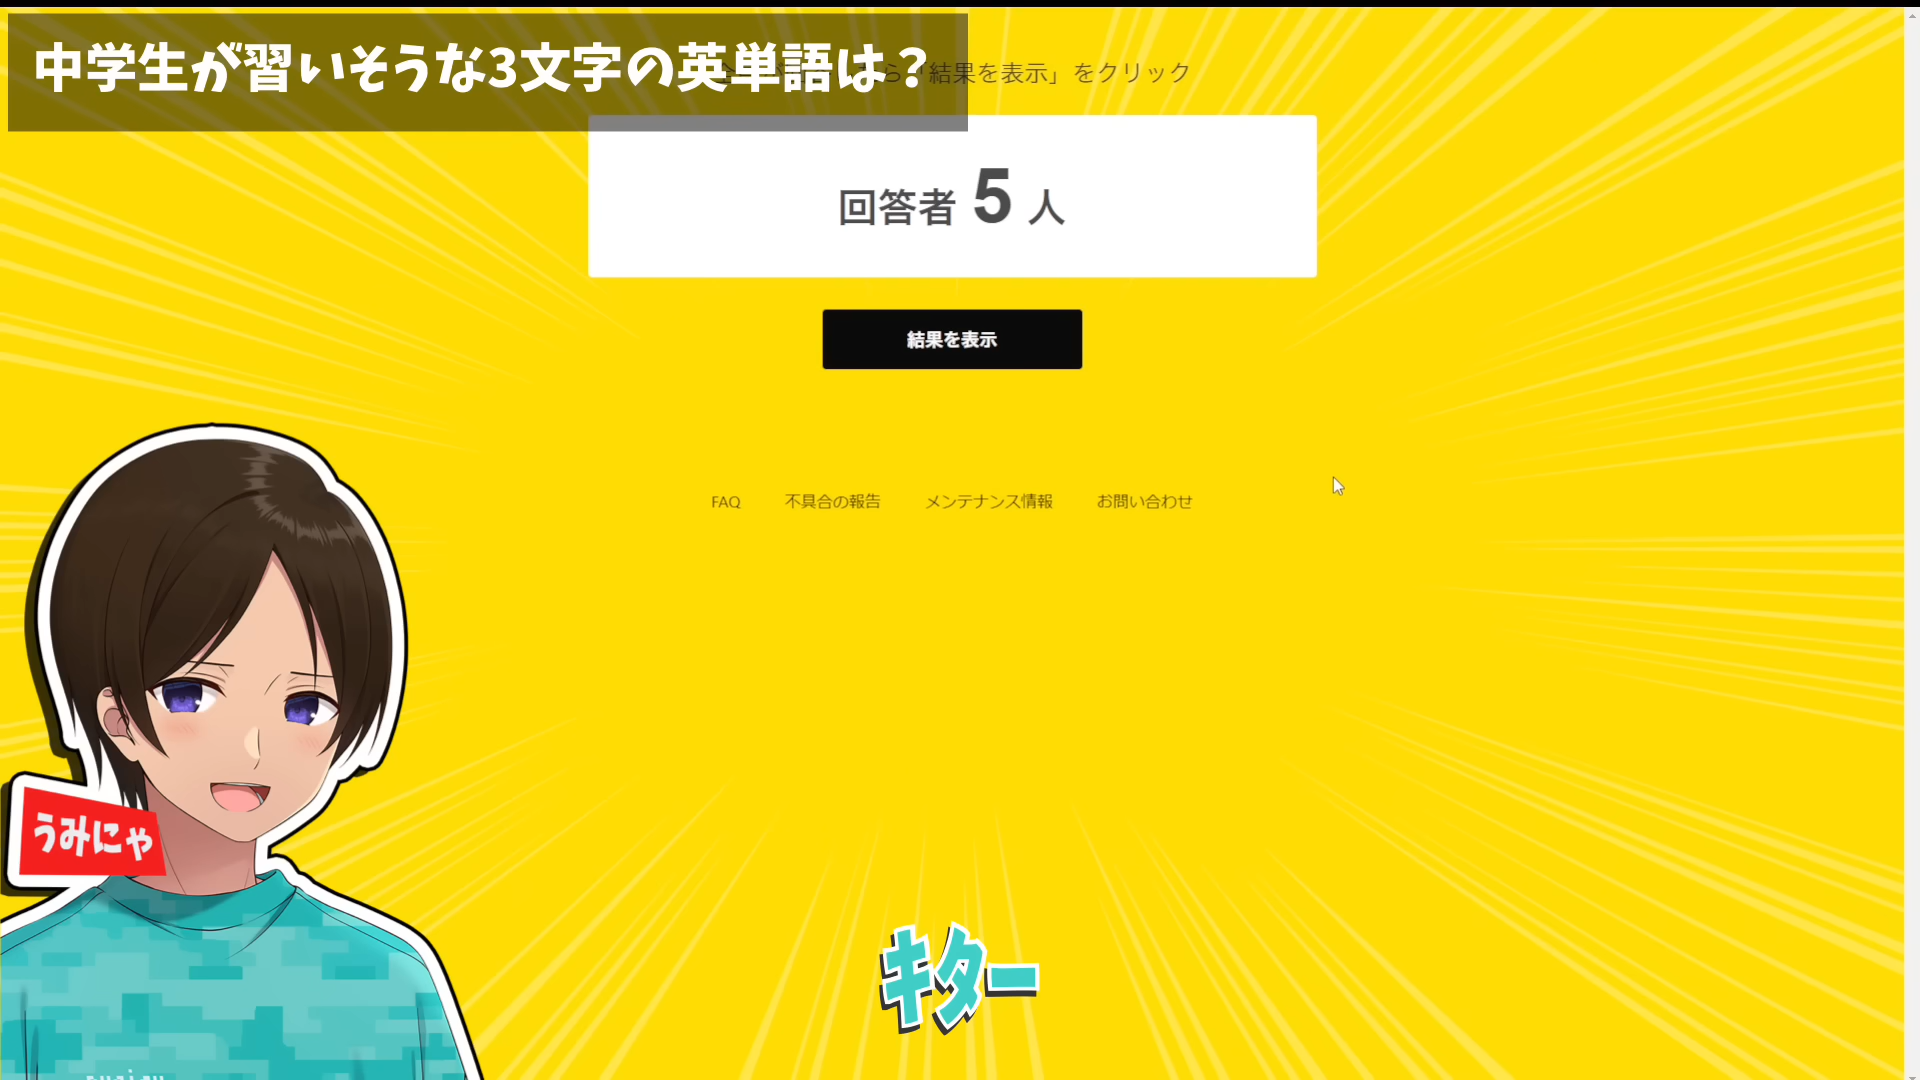 中学生が習いそうな3文字の英単語は？
ら「結果を表示」をクリック
回答者 5 人
結果を表示
FAQ 不具合の報告 メンテナンス情報 お問い合わせ
うみにゃ
キター